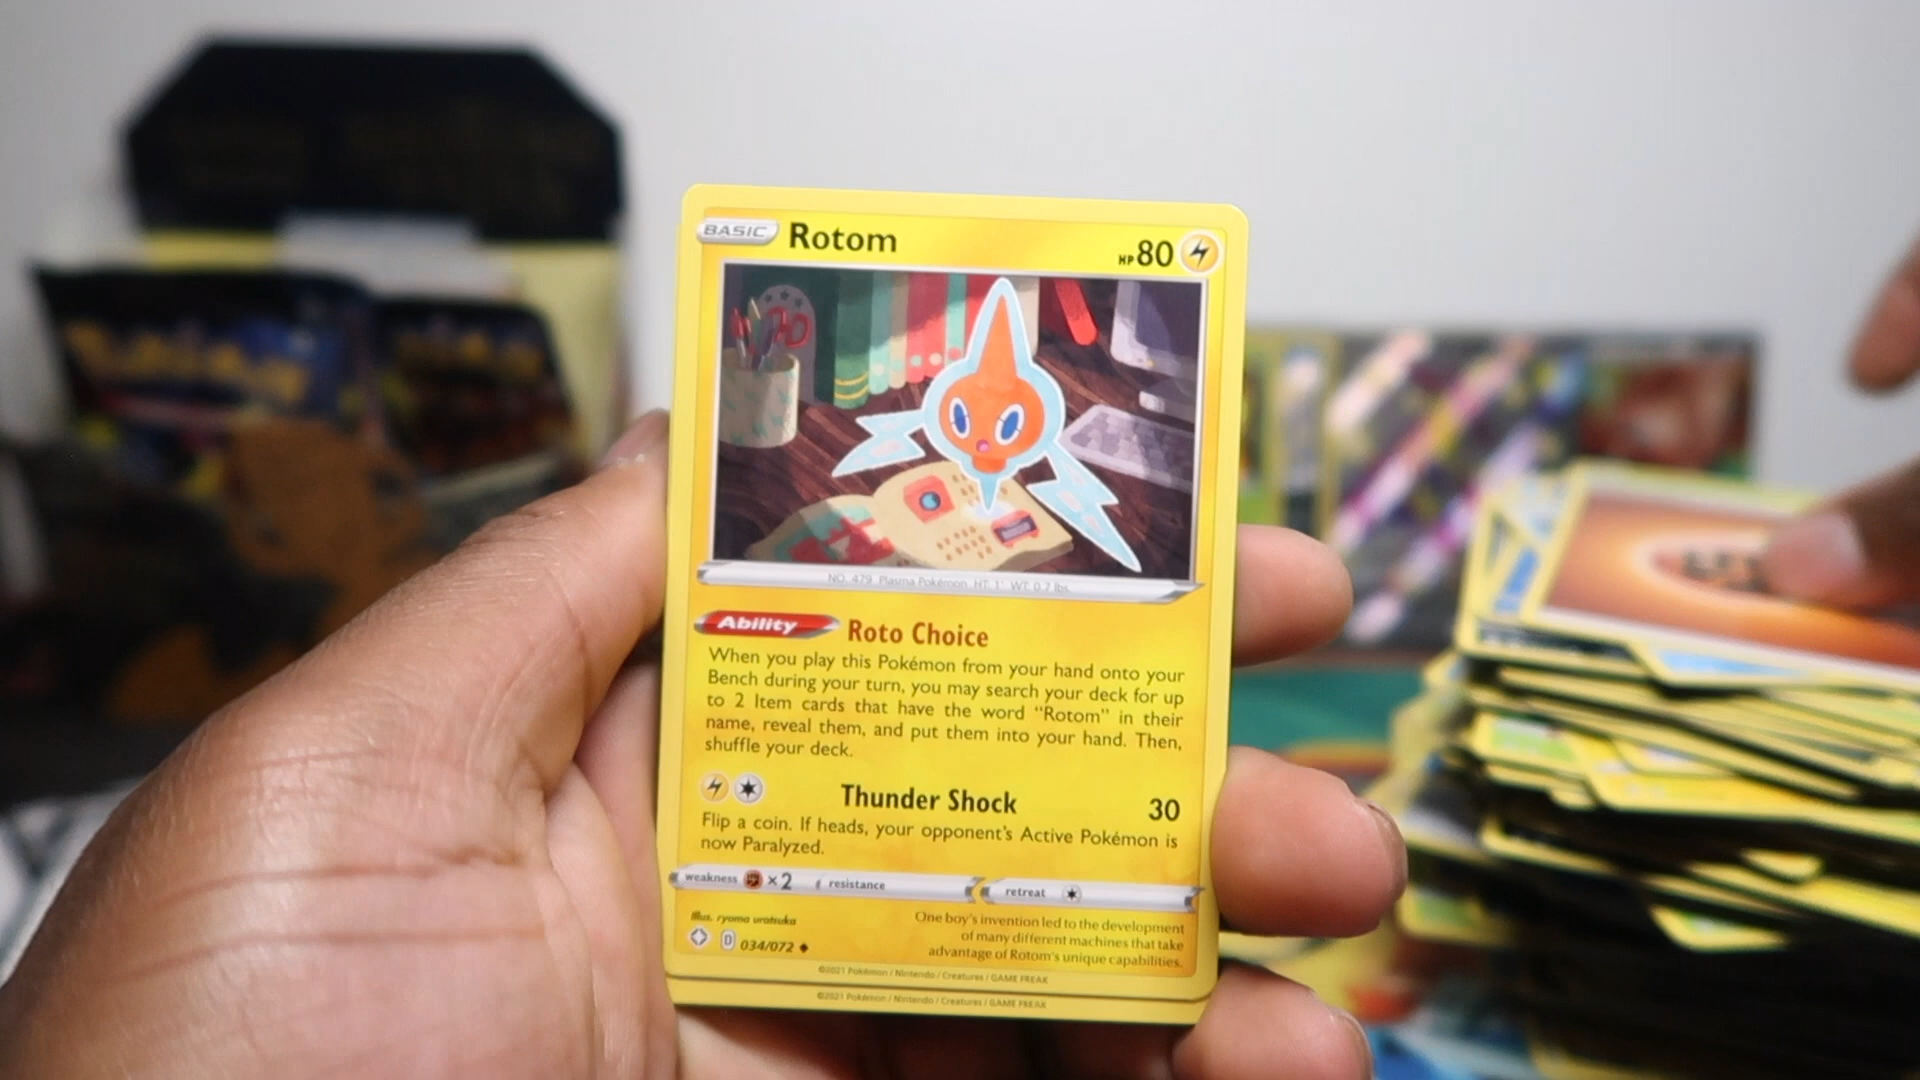 BASIC Rotom HP80
NO. 479 Plasma Pokémon HT: 1' WT: 0.7 lbs.
Ability Roto Choice
When you play this Pokémon from your hand onto your
Bench during your turn, you may search your deck for up
to 2 Item cards that have the word "Rotom" in their
name, reveal them, and put them into your hand. Then,
shuffle your deck.
Thunder Shock 30
Flip a coin. If heads, your opponent's Active Pokémon is
now Paralyzed.
weakness ×2 resistance retreat
Illus. ryoma uratsuka
One boy's invention led to the development
of many different machines that take
advantage of Rotom's unique capabilities.
D 034/072
©2021 Pokémon / Nintendo / Creatures / GAME FREAK
©2021 Pokémon / Nintendo / Creatures / GAME FREAK